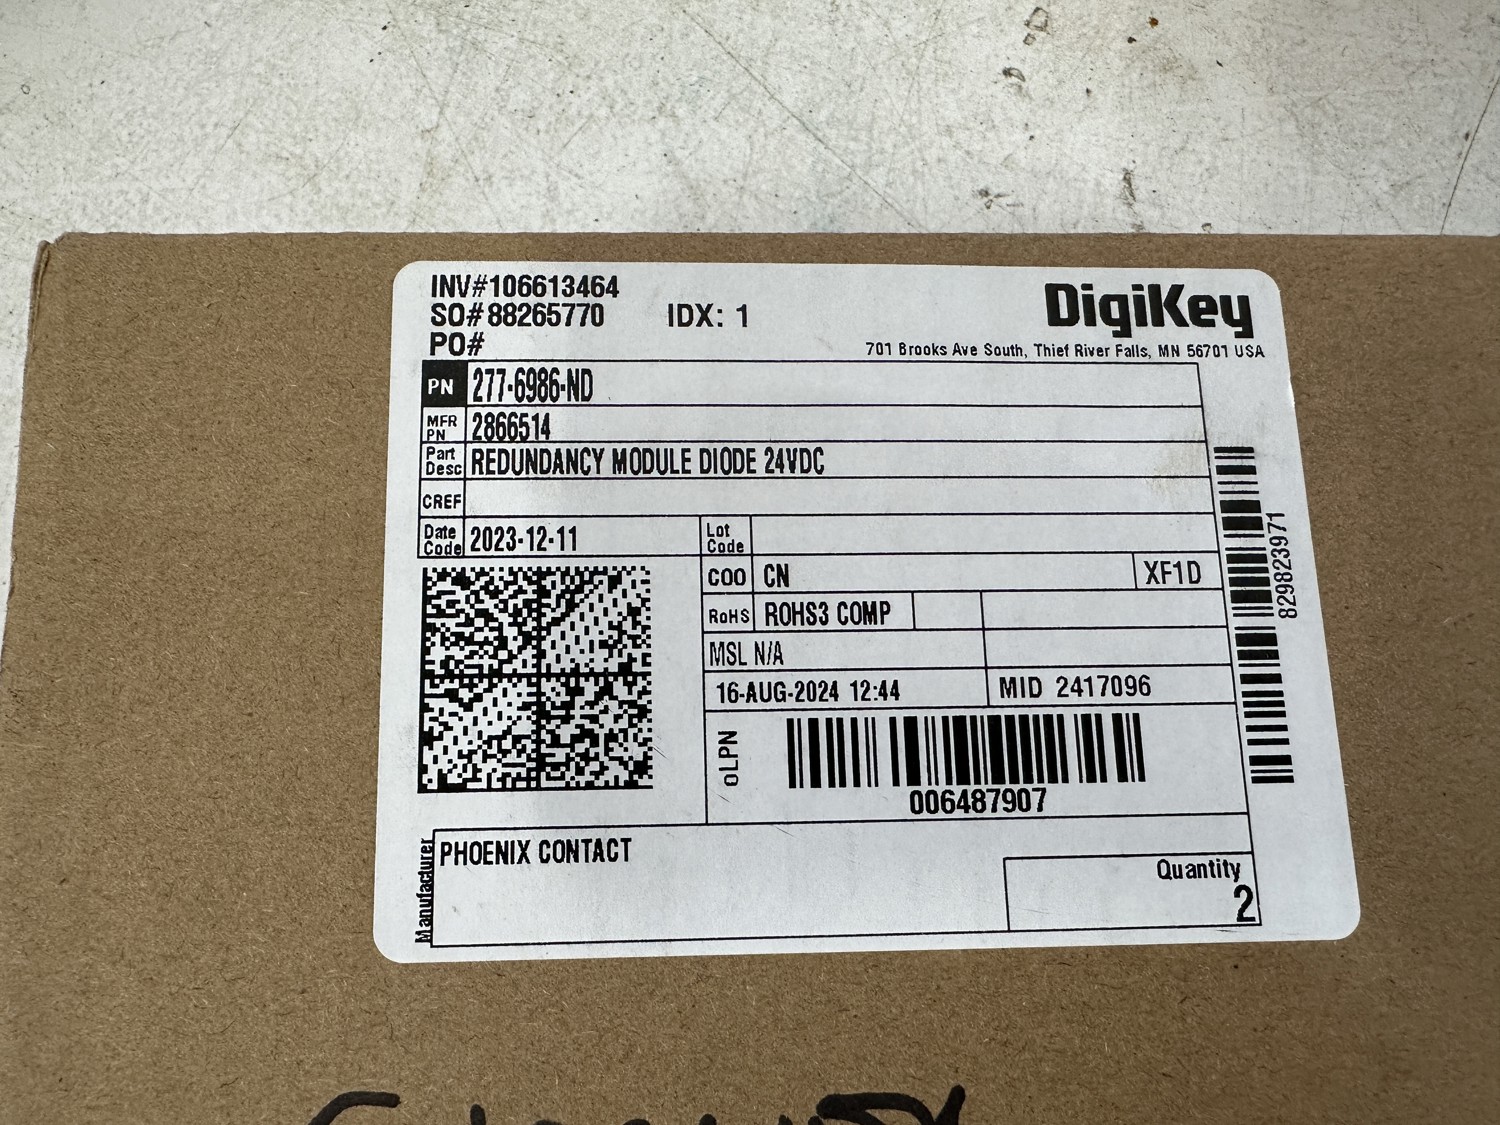 INV#106613464
SO#88265770 IDX: 1
PO#
DigiKey
701 Brooks Ave South, Thief River Falls, MN 56701 USA
PN 277-6986-ND
MFR PN 2866514
Part Desc REDUNDANCY MODULE DIODE 24VDC
CREF
Date Code 2023-12-11 Lot Code
COO CN XF1D
RoHS ROHS3 COMP
MSL N/A
16-AUG-2024 12:44 MID 2417096
oLPN
006487907
829823971
Manufacturer PHOENIX CONTACT
Quantity
2